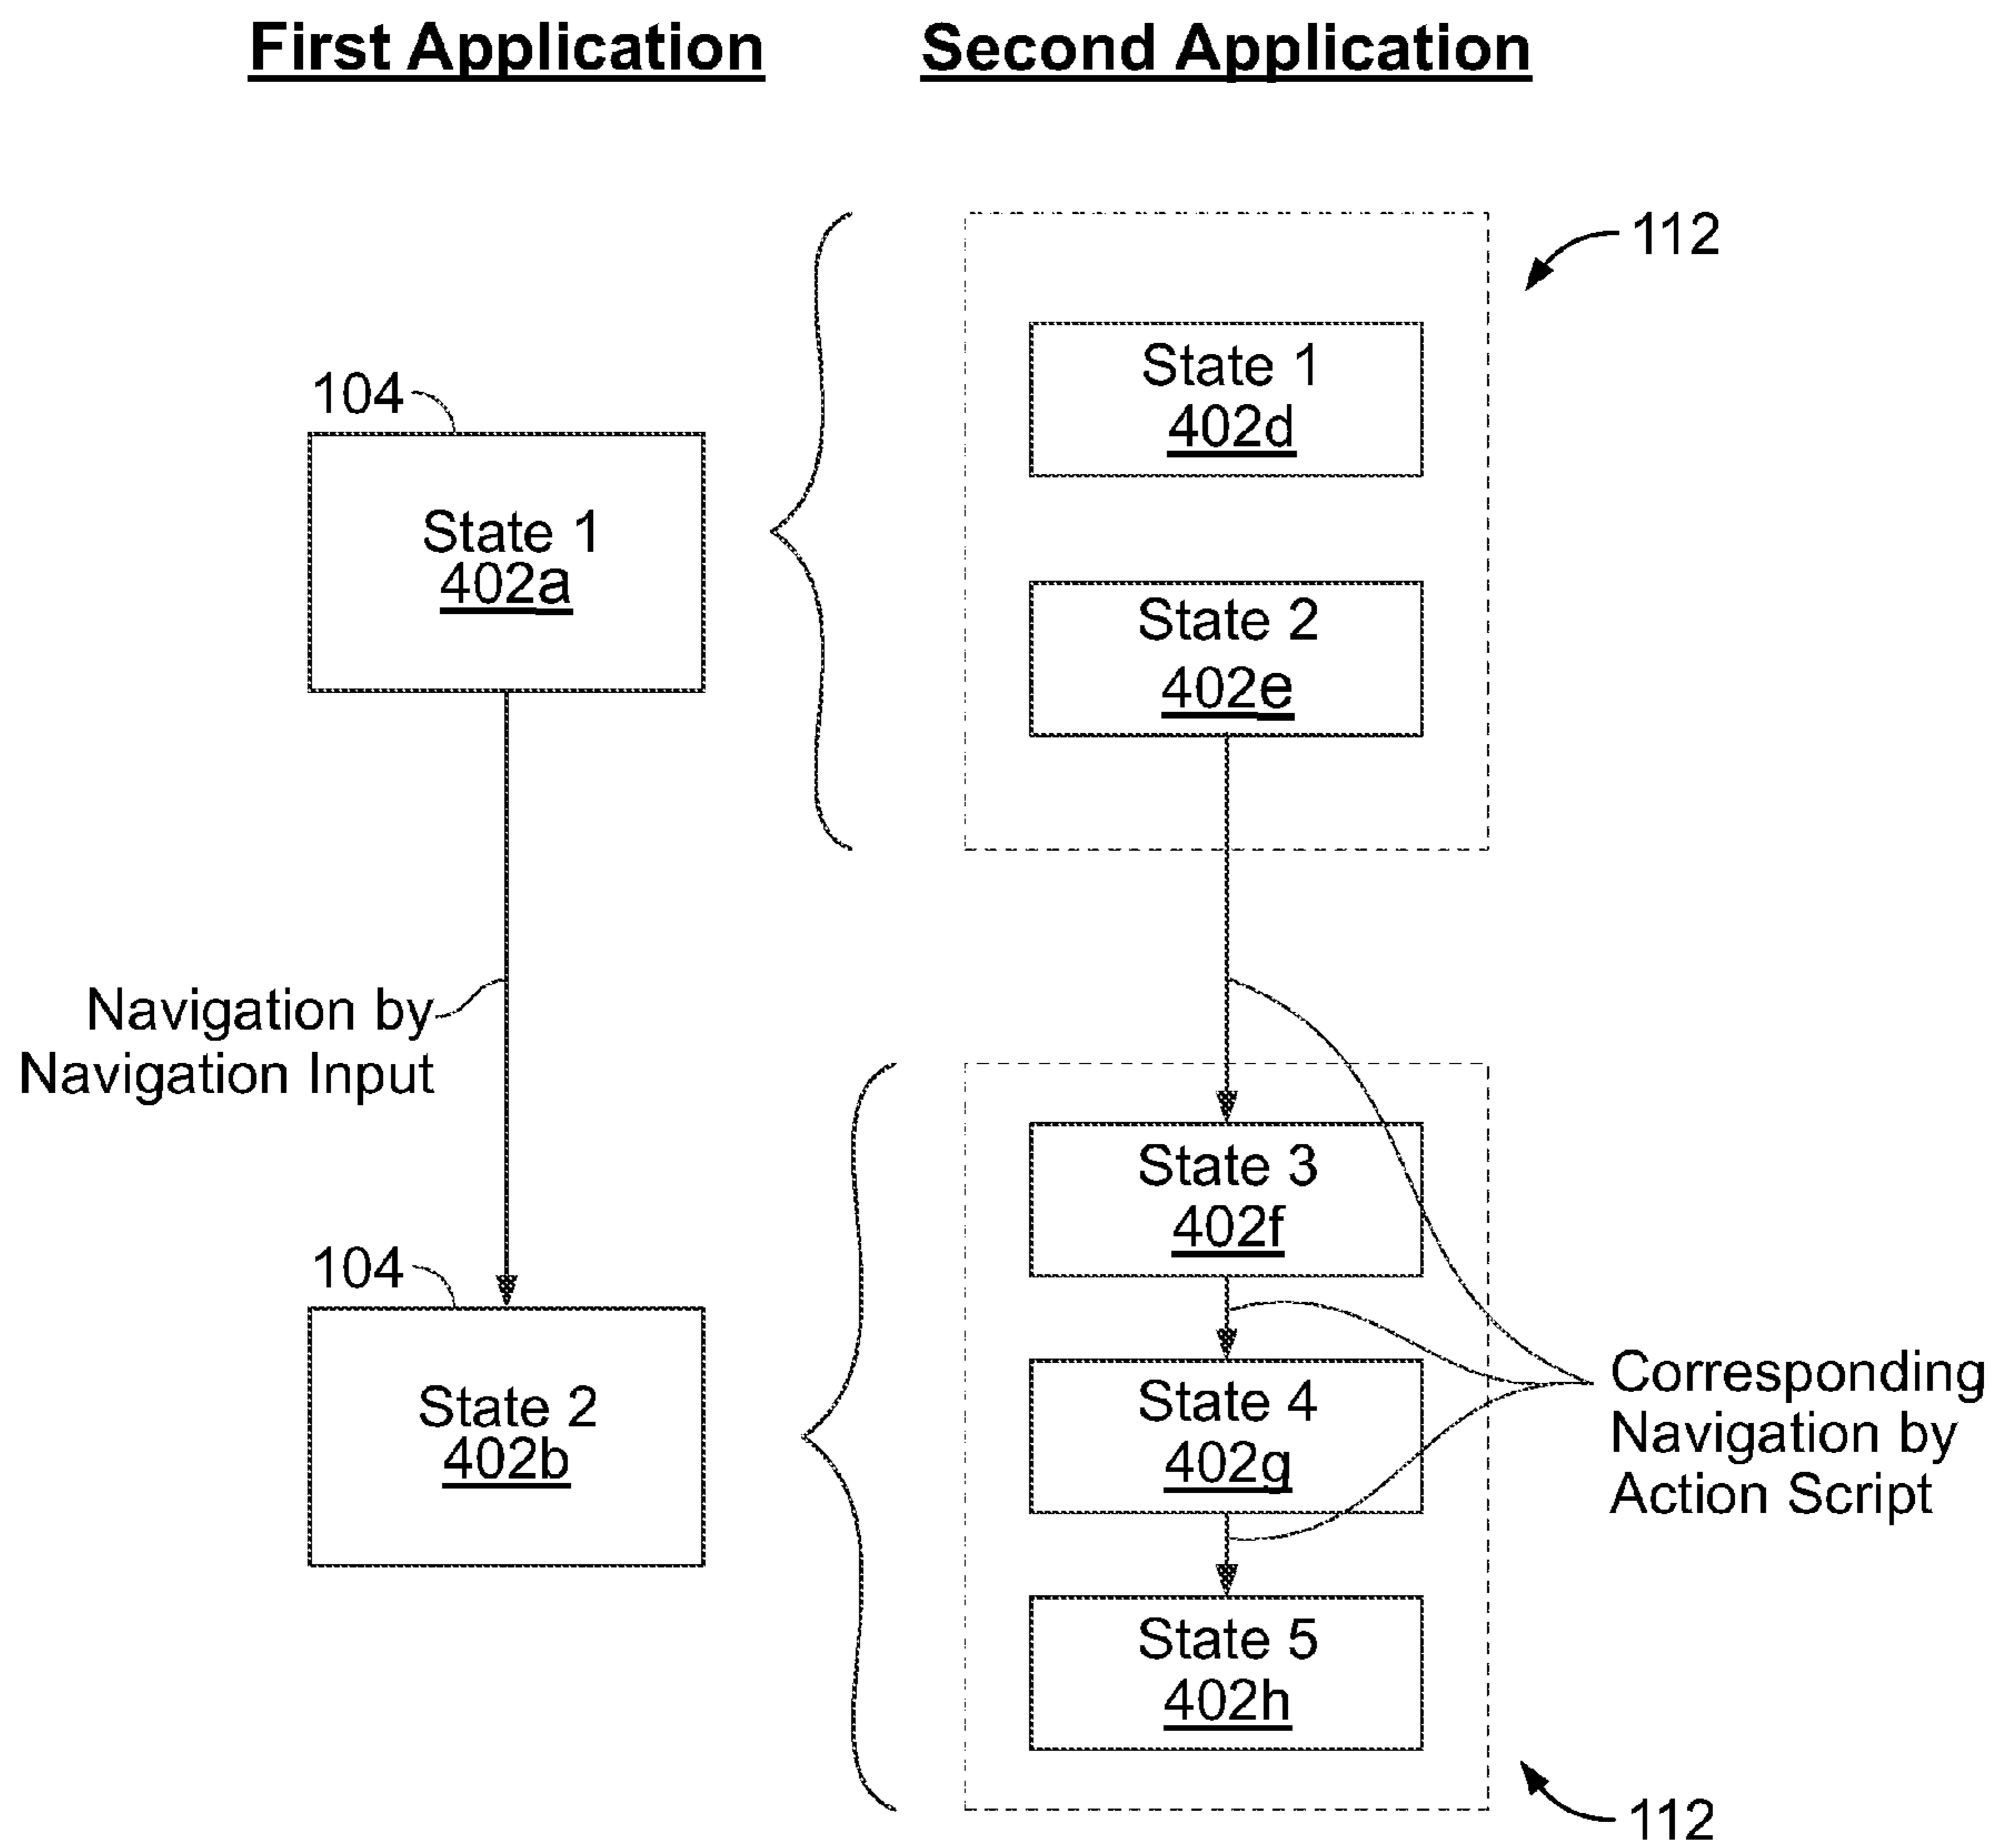 First Application
Second Application
112
State 1
402d
104
State 1
402a
State 2
402e
Navigation by
Navigation Input
State 3
402f
104
State 2
402b
State 4
402g
Corresponding
Navigation by
Action Script
State 5
402h
112